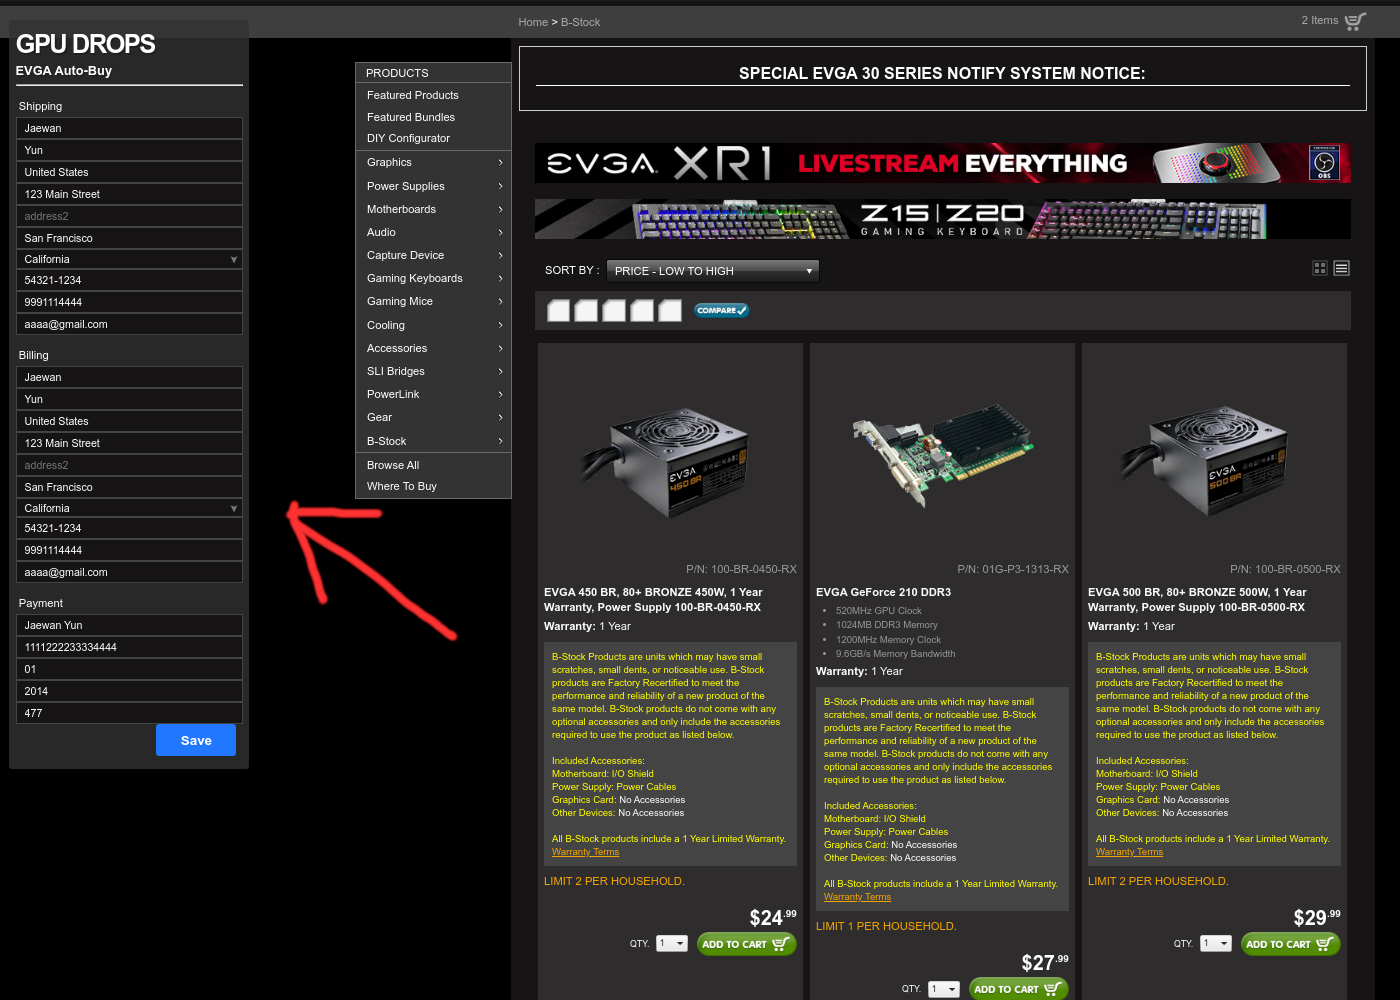 GPU DROPS
EVGA Auto-Buy
Shipping
Jaewan
Yun
United States
123 Main Street
address2
San Francisco
California
54321-1234
9991114444
aaaa@gmail.com
Billing
Jaewan
Yun
United States
123 Main Street
address2
San Francisco
California
54321-1234
9991114444
aaaa@gmail.com
Payment
Jaewan Yun
1111222233334444
01
2014
477
Save
PRODUCTS
Featured Products
Featured Bundles
DIY Configurator
Graphics
Power Supplies
Motherboards
Audio
Capture Device
Gaming Keyboards
Gaming Mice
Cooling
Accessories
SLI Bridges
PowerLink
Gear
B-Stock
Browse All
Where To Buy
Home > B-Stock
2 Items
SPECIAL EVGA 30 SERIES NOTIFY SYSTEM NOTICE:
EVGA XR1 LIVESTREAM EVERYTHING
OBS
Z15 | Z20
GAMING KEYBOARD
SORT BY : PRICE - LOW TO HIGH
COMPARE
EVGA
450 BR
P/N: 100-BR-0450-RX
EVGA 450 BR, 80+ BRONZE 450W, 1 Year
Warranty, Power Supply 100-BR-0450-RX
Warranty: 1 Year
B-Stock Products are units which may have small
scratches, small dents, or noticeable use. B-Stock
products are Factory Recertified to meet the
performance and reliability of a new product of the
same model. B-Stock products do not come with any
optional accessories and only include the accessories
required to use the product as listed below.
Included Accessories:
Motherboard: I/O Shield
Power Supply: Power Cables
Graphics Card: No Accessories
Other Devices: No Accessories
All B-Stock products include a 1 Year Limited Warranty.
Warranty Terms
LIMIT 2 PER HOUSEHOLD.
$24.99
QTY. 1 ADD TO CART
P/N: 01G-P3-1313-RX
EVGA GeForce 210 DDR3
520MHz GPU Clock
1024MB DDR3 Memory
1200MHz Memory Clock
9.6GB/s Memory Bandwidth
Warranty: 1 Year
B-Stock Products are units which may have small
scratches, small dents, or noticeable use. B-Stock
products are Factory Recertified to meet the
performance and reliability of a new product of the
same model. B-Stock products do not come with any
optional accessories and only include the accessories
required to use the product as listed below.
Included Accessories:
Motherboard: I/O Shield
Power Supply: Power Cables
Graphics Card: No Accessories
Other Devices: No Accessories
All B-Stock products include a 1 Year Limited Warranty.
Warranty Terms
LIMIT 1 PER HOUSEHOLD.
$27.99
QTY. 1 ADD TO CART
EVGA
500 BR
P/N: 100-BR-0500-RX
EVGA 500 BR, 80+ BRONZE 500W, 1 Year
Warranty, Power Supply 100-BR-0500-RX
Warranty: 1 Year
B-Stock Products are units which may have small
scratches, small dents, or noticeable use. B-Stock
products are Factory Recertified to meet the
performance and reliability of a new product of the
same model. B-Stock products do not come with any
optional accessories and only include the accessories
required to use the product as listed below.
Included Accessories:
Motherboard: I/O Shield
Power Supply: Power Cables
Graphics Card: No Accessories
Other Devices: No Accessories
All B-Stock products include a 1 Year Limited Warranty.
Warranty Terms
LIMIT 2 PER HOUSEHOLD.
$29.99
QTY. 1 ADD TO CART